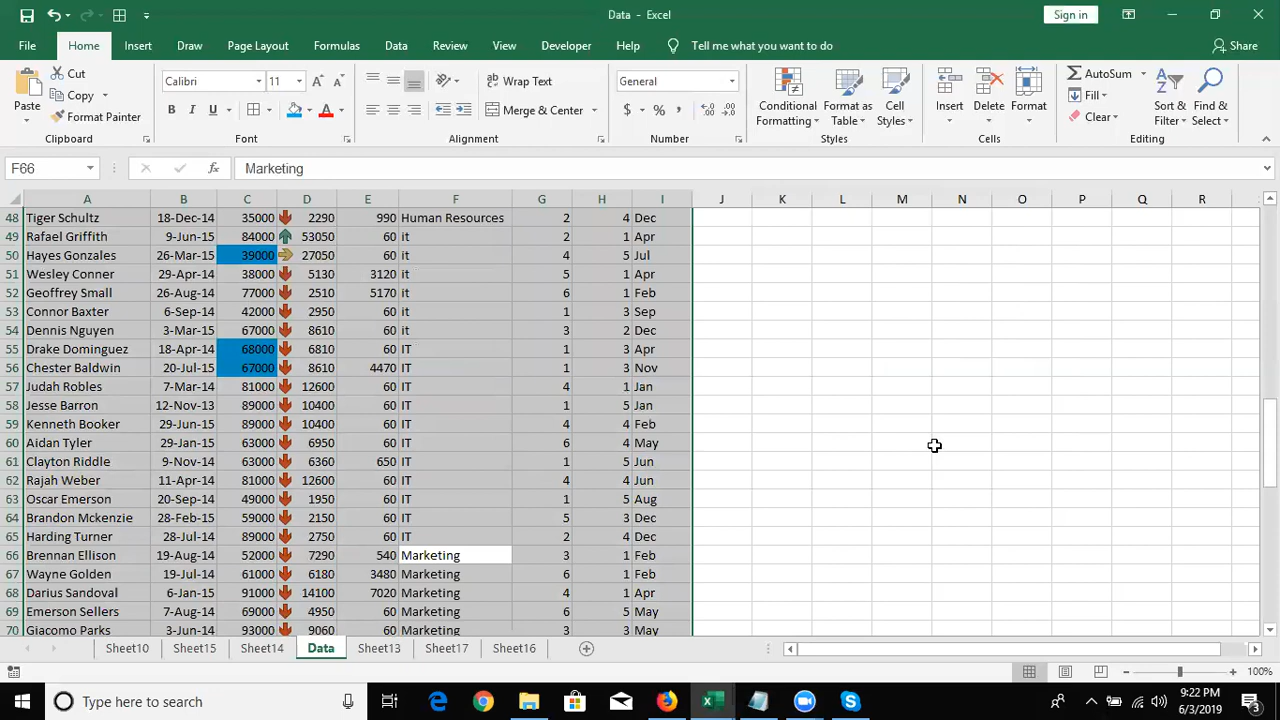 Data - Excel
Sign in
File Home Insert Draw Page Layout Formulas Data Review View Developer Help Tell me what you want to do Share
Paste Cut Copy Format Painter Clipboard
Calibri 11 B I U A Font
Wrap Text Merge & Center Alignment
General $ % , Number
Conditional Formatting Format as Table Cell Styles Styles
Insert Delete Format Cells
AutoSum Fill Clear Sort & Filter Find & Select Editing
F66 fx Marketing
A B C D E F G H I J K L M N O P Q R
48 Tiger Schultz 18-Dec-14 35000 2290 990 Human Resources 2 4 Dec
49 Rafael Griffith 9-Jun-15 84000 53050 60 it 2 1 Apr
50 Hayes Gonzales 26-Mar-15 39000 27050 60 it 4 5 Jul
51 Wesley Conner 29-Apr-14 38000 5130 3120 it 5 1 Apr
52 Geoffrey Small 26-Aug-14 77000 2510 5170 it 6 1 Feb
53 Connor Baxter 6-Sep-14 42000 2950 60 it 1 3 Sep
54 Dennis Nguyen 3-Mar-15 67000 8610 60 it 3 2 Dec
55 Drake Dominguez 18-Apr-14 68000 6810 60 IT 1 3 Apr
56 Chester Baldwin 20-Jul-15 67000 8610 4470 IT 1 3 Nov
57 Judah Robles 7-Mar-14 81000 12600 60 IT 4 1 Jan
58 Jesse Barron 12-Nov-13 89000 10400 60 IT 1 5 Jan
59 Kenneth Booker 29-Jun-15 89000 10400 60 IT 4 4 Feb
60 Aidan Tyler 29-Jan-15 63000 6950 60 IT 6 4 May
61 Clayton Riddle 9-Nov-14 63000 6360 650 IT 1 5 Jun
62 Rajah Weber 11-Apr-14 81000 12600 60 IT 4 4 Jun
63 Oscar Emerson 20-Sep-14 49000 1950 60 IT 1 5 Aug
64 Brandon Mckenzie 28-Feb-15 59000 2150 60 IT 5 3 Dec
65 Harding Turner 28-Jul-14 89000 2750 60 IT 2 4 Dec
66 Brennan Ellison 19-Aug-14 52000 7290 540 Marketing 3 1 Feb
67 Wayne Golden 19-Jul-14 61000 6180 3480 Marketing 6 1 Feb
68 Darius Sandoval 6-Jan-15 91000 14100 7020 Marketing 4 1 Apr
69 Emerson Sellers 7-Aug-14 69000 4950 60 Marketing 6 5 May
70 Giacomo Parks 3-Jun-14 93000 9060 60 Marketing 3 3 May
Sheet10 Sheet15 Sheet14 Data Sheet13 Sheet17 Sheet16
100%
Type here to search
9:22 PM
6/3/2019
3